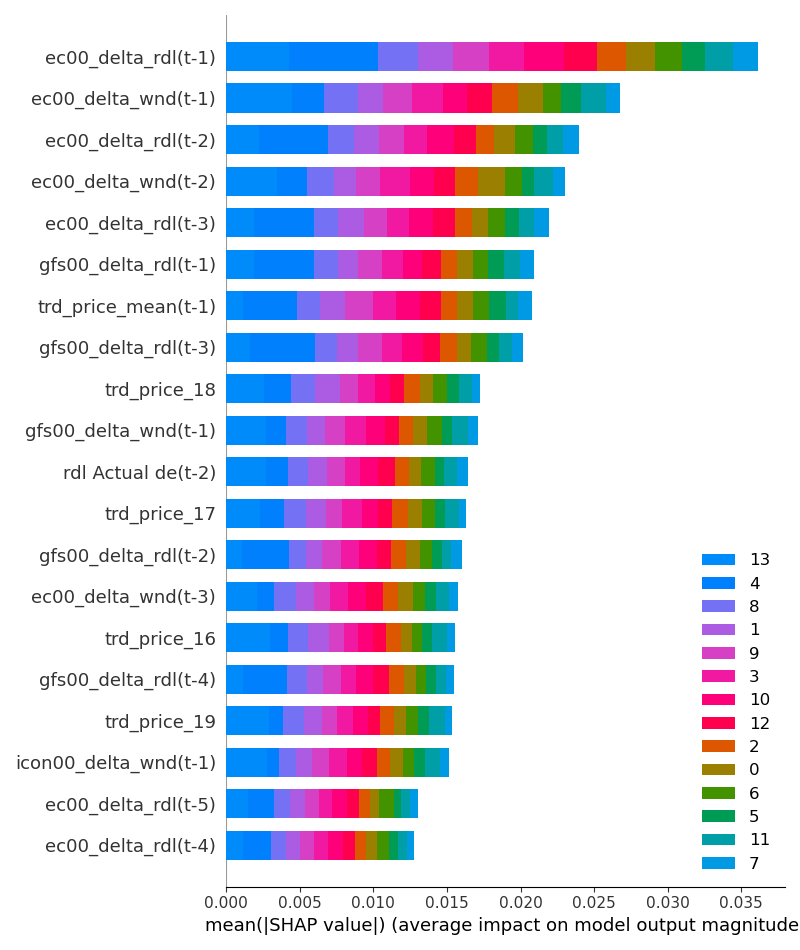 ec00_delta_rdl(t-1)
ec00_delta_wnd(t-1)
ec00_delta_rdl(t-2)
ec00_delta_wnd(t-2)
ec00_delta_rdl(t-3)
gfs00_delta_rdl(t-1)
trd_price_mean(t-1)
gfs00_delta_rdl(t-3)
trd_price_18
gfs00_delta_wnd(t-1)
rdl Actual de(t-2)
trd_price_17
gfs00_delta_rdl(t-2)
ec00_delta_wnd(t-3)
trd_price_16
gfs00_delta_rdl(t-4)
trd_price_19
icon00_delta_wnd(t-1)
ec00_delta_rdl(t-5)
ec00_delta_rdl(t-4)
13
4
8
1
9
3
10
12
2
0
6
5
11
7
0.000 0.005 0.010 0.015 0.020 0.025 0.030 0.035
mean(|SHAP value|) (average impact on model output magnitude